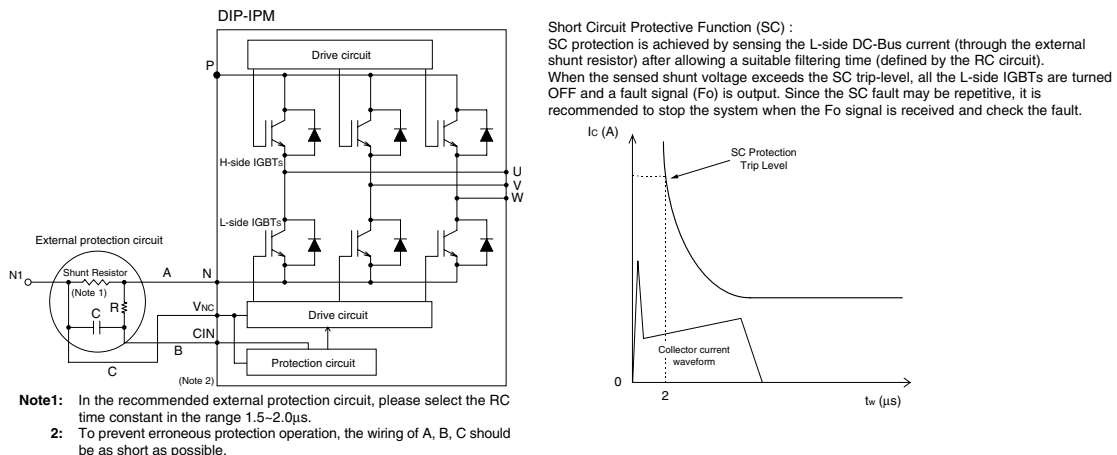 DIP-IPM
Drive circuit
P
H-side IGBTS
U
V
W
L-side IGBTS
External protection circuit
N1
Shunt Resistor
(Note 1)
A
N
R
C
VNC
Drive circuit
CIN
B
C
Protection circuit
(Note 2)
Note1: In the recommended external protection circuit, please select the RC
time constant in the range 1.5~2.0μs.
2: To prevent erroneous protection operation, the wiring of A, B, C should
be as short as possible.
Short Circuit Protective Function (SC) :
SC protection is achieved by sensing the L-side DC-Bus current (through the external
shunt resistor) after allowing a suitable filtering time (defined by the RC circuit).
When the sensed shunt voltage exceeds the SC trip-level, all the L-side IGBTs are turned
OFF and a fault signal (Fo) is output. Since the SC fault may be repetitive, it is
recommended to stop the system when the Fo signal is received and check the fault.
IC (A)
SC Protection
Trip Level
Collector current
waveform
0
2
tw (μs)